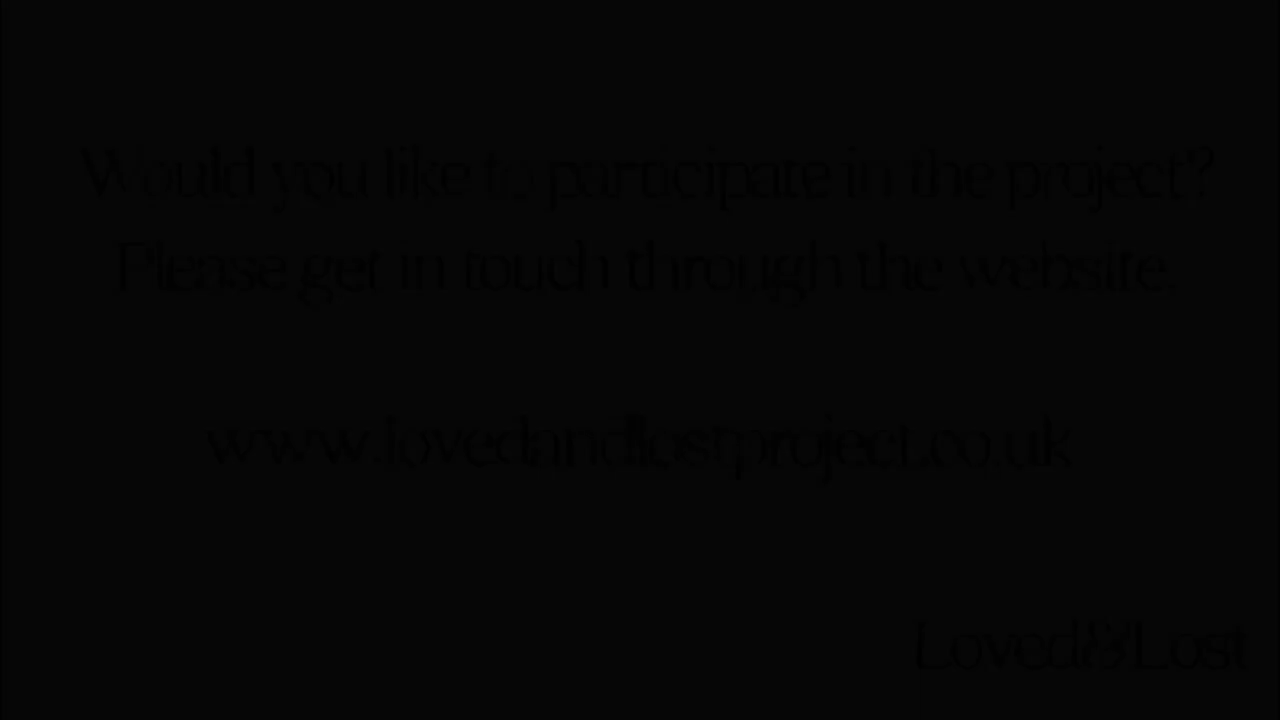 Would you like to participate in the project?
Please get in touch through the website.
www.lovedandlostproject.co.uk
Loved&Lost